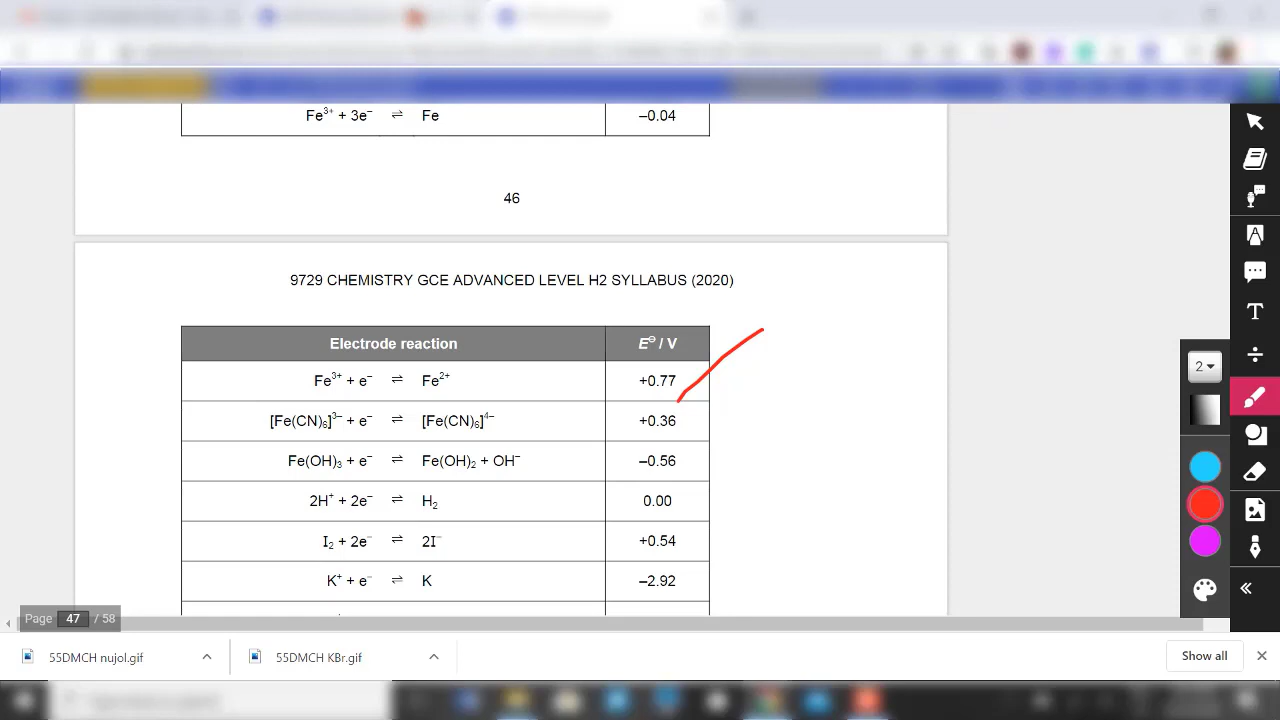 Fe³⁺ + 3e⁻ ⇌ Fe –0.04
46
9729 CHEMISTRY GCE ADVANCED LEVEL H2 SYLLABUS (2020)
Electrode reaction E⦵ / V
Fe³⁺ + e⁻ ⇌ Fe²⁺ +0.77
[Fe(CN)₆]³⁻ + e⁻ ⇌ [Fe(CN)₆]⁴⁻ +0.36
Fe(OH)₃ + e⁻ ⇌ Fe(OH)₂ + OH⁻ –0.56
2H⁺ + 2e⁻ ⇌ H₂ 0.00
I₂ + 2e⁻ ⇌ 2I⁻ +0.54
K⁺ + e⁻ ⇌ K –2.92
2
Page 47 / 58
55DMCH nujol.gif
55DMCH KBr.gif
Show all